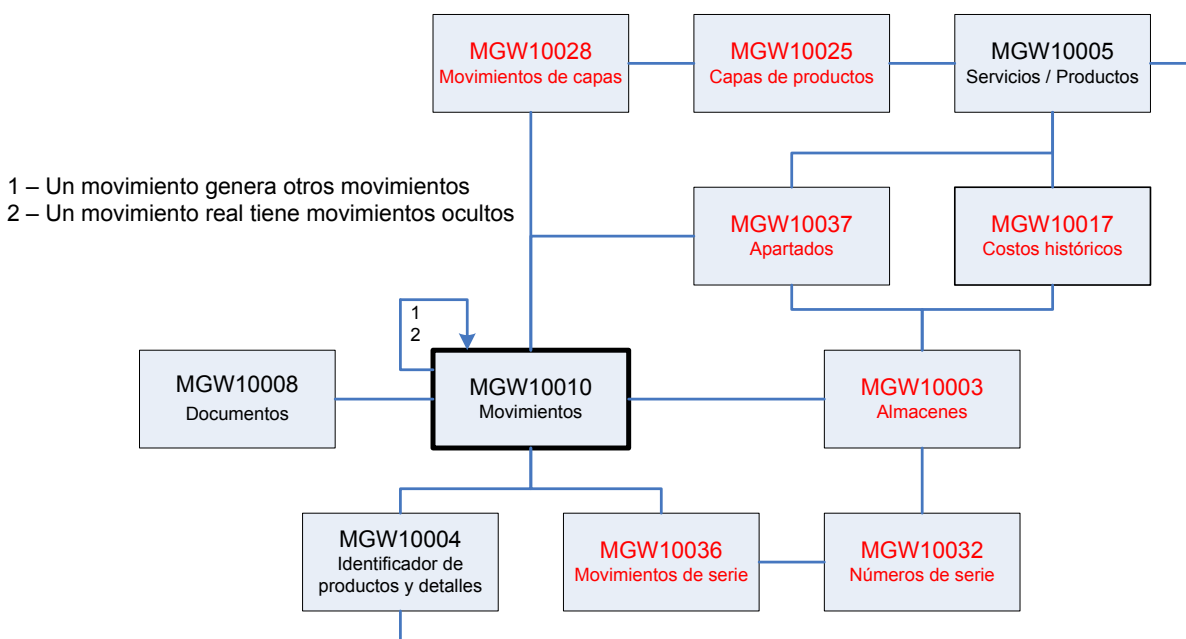 MGW10028
Movimientos de capas
MGW10025
Capas de productos
MGW10005
Servicios / Productos
1 – Un movimiento genera otros movimientos
2 – Un movimiento real tiene movimientos ocultos
MGW10037
Apartados
MGW10017
Costos históricos
1
2
MGW10008
Documentos
MGW10010
Movimientos
MGW10003
Almacenes
MGW10004
Identificador de
productos y detalles
MGW10036
Movimientos de serie
MGW10032
Números de serie